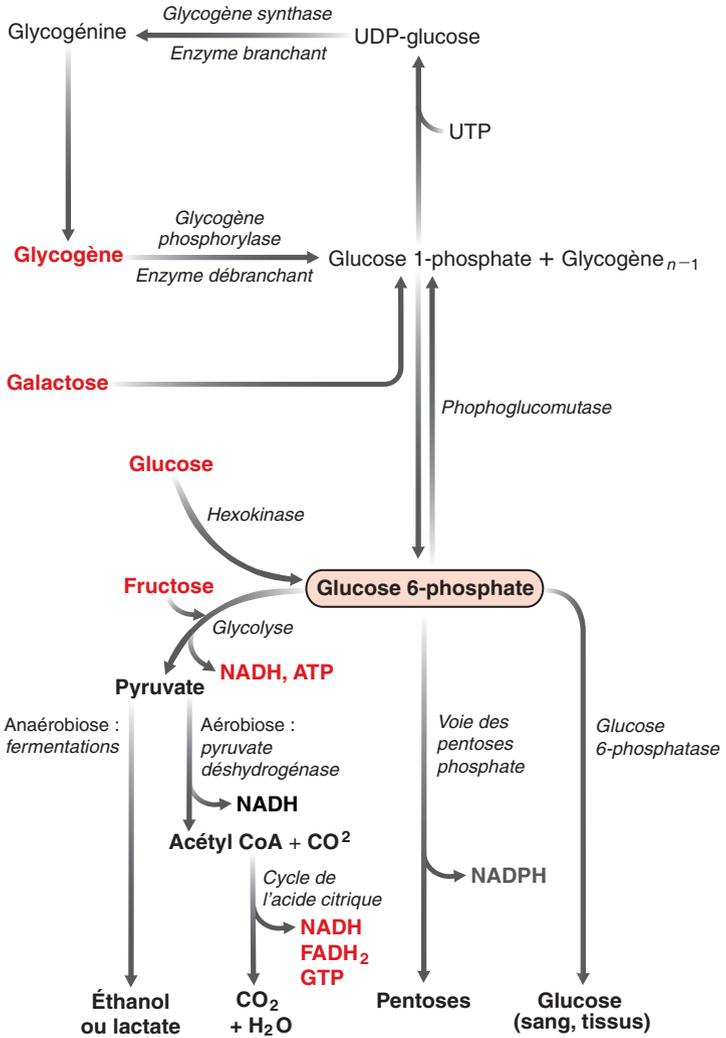 Glycogène synthase
Glycogénine
UDP-glucose
Enzyme branchant
UTP
Glycogène
phosphorylase
Glycogène
Glucose 1-phosphate + Glycogène n−1
Enzyme débranchant
Galactose
Phophoglucomutase
Glucose
Hexokinase
Fructose
Glucose 6-phosphate
Glycolyse
NADH, ATP
Pyruvate
Anaérobiose :
fermentations
Aérobiose :
pyruvate
déshydrogénase
Voie des
pentoses
phosphate
Glucose
6-phosphatase
NADH
Acétyl CoA + CO2
Cycle de
l'acide citrique
NADPH
NADH
FADH2
GTP
Éthanol
ou lactate
CO2
+ H2O
Pentoses
Glucose
(sang, tissus)